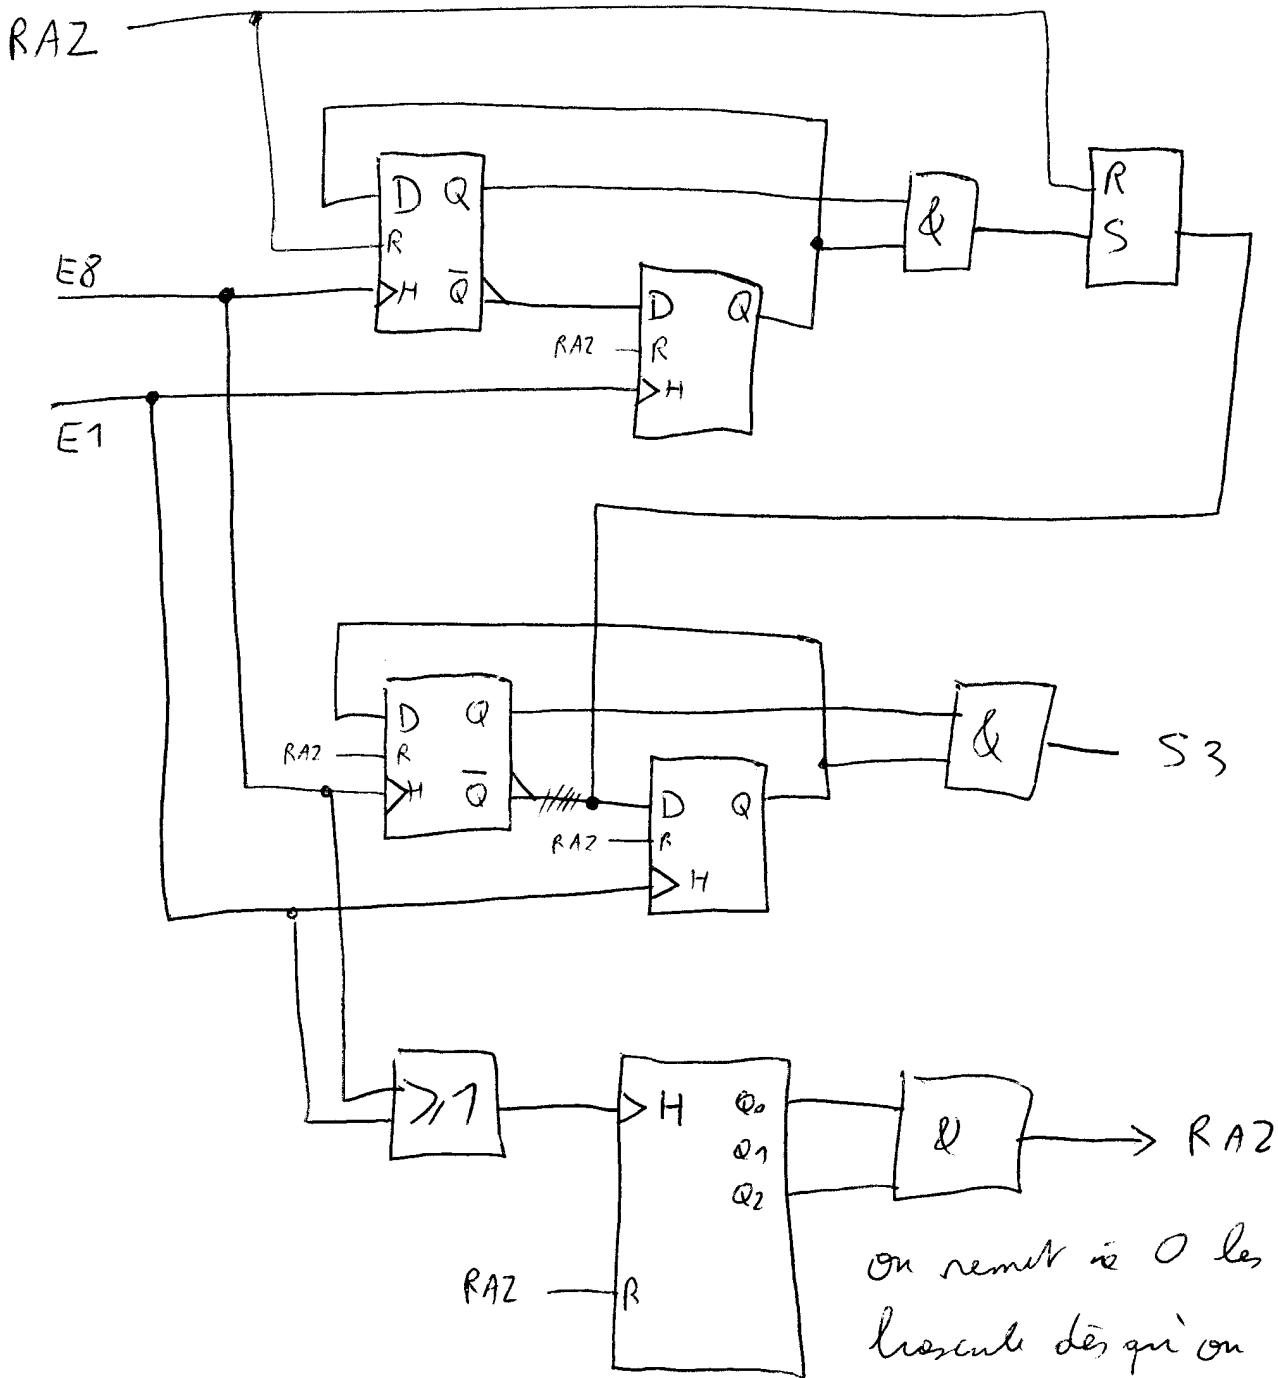 RAZ
D Q
R
H Q̅
E8
&
R
S
D Q
RAZ R
H
E1
D Q
RAZ R
H Q̅
&
S3
D Q
RAZ R
H
≥1
H Q0
Q1
Q2
&
RAZ
RAZ R
on remet à 0 les
bascule dès qu'on